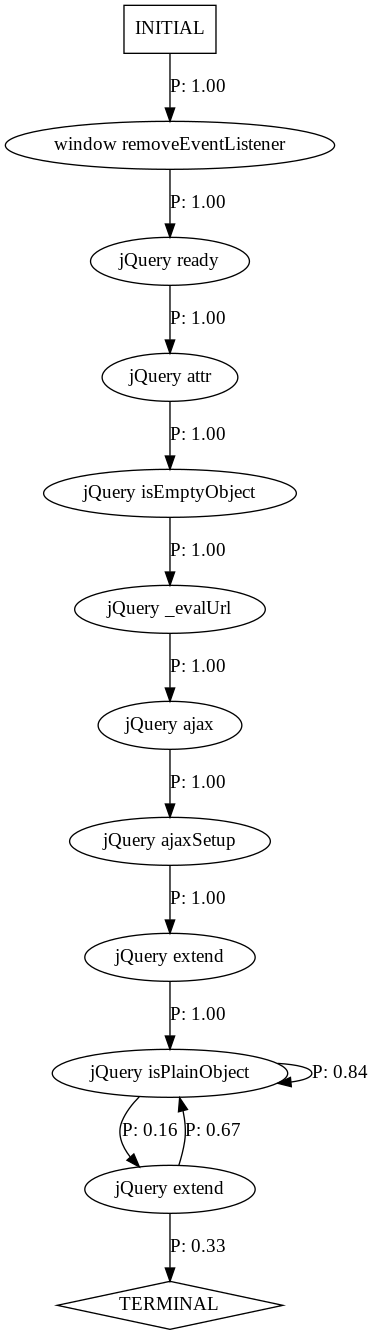 INITIAL
P: 1.00
window removeEventListener
P: 1.00
jQuery ready
P: 1.00
jQuery attr
P: 1.00
jQuery isEmptyObject
P: 1.00
jQuery _evalUrl
P: 1.00
jQuery ajax
P: 1.00
jQuery ajaxSetup
P: 1.00
jQuery extend
P: 1.00
jQuery isPlainObject
P: 0.84
P: 0.16
P: 0.67
jQuery extend
P: 0.33
TERMINAL